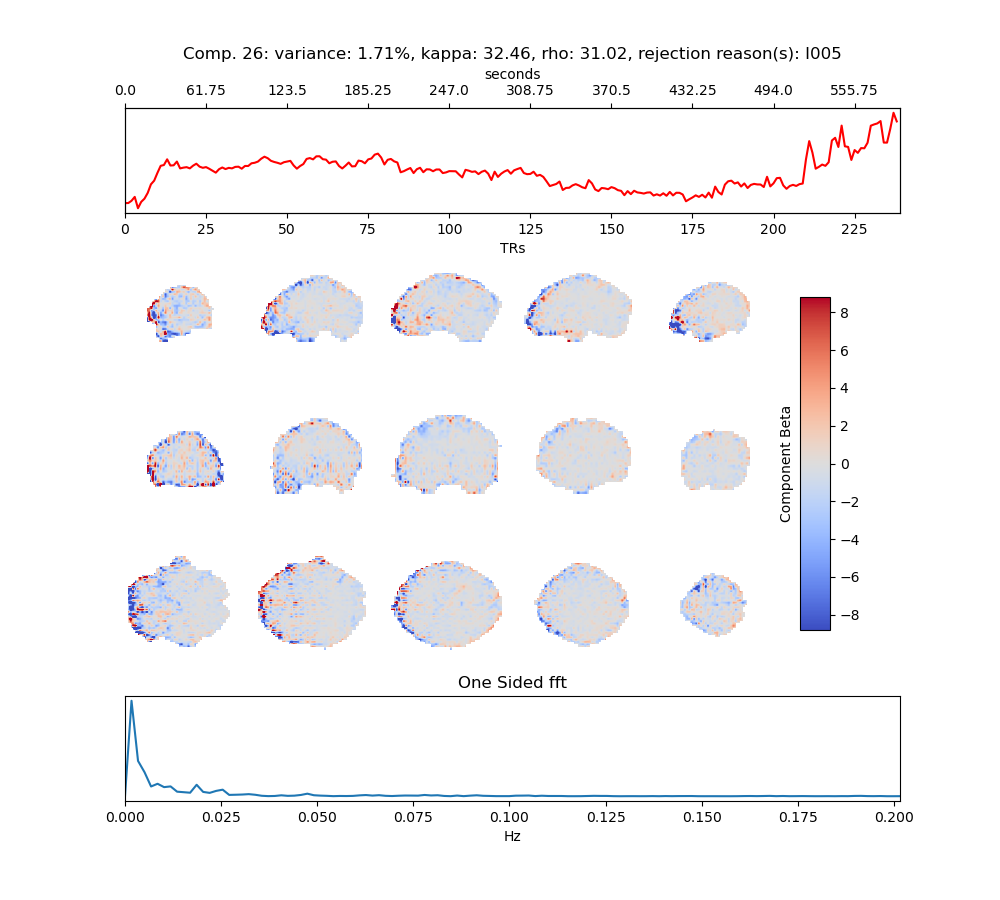 Comp. 26: variance: 1.71%, kappa: 32.46, rho: 31.02, rejection reason(s): I005
seconds
0.0 61.75 123.5 185.25 247.0 308.75 370.5 432.25 494.0 555.75
0 25 50 75 100 125 150 175 200 225
TRs
8
6
4
2
0
−2
−4
−6
−8
Component Beta
One Sided fft
0.000 0.025 0.050 0.075 0.100 0.125 0.150 0.175 0.200
Hz